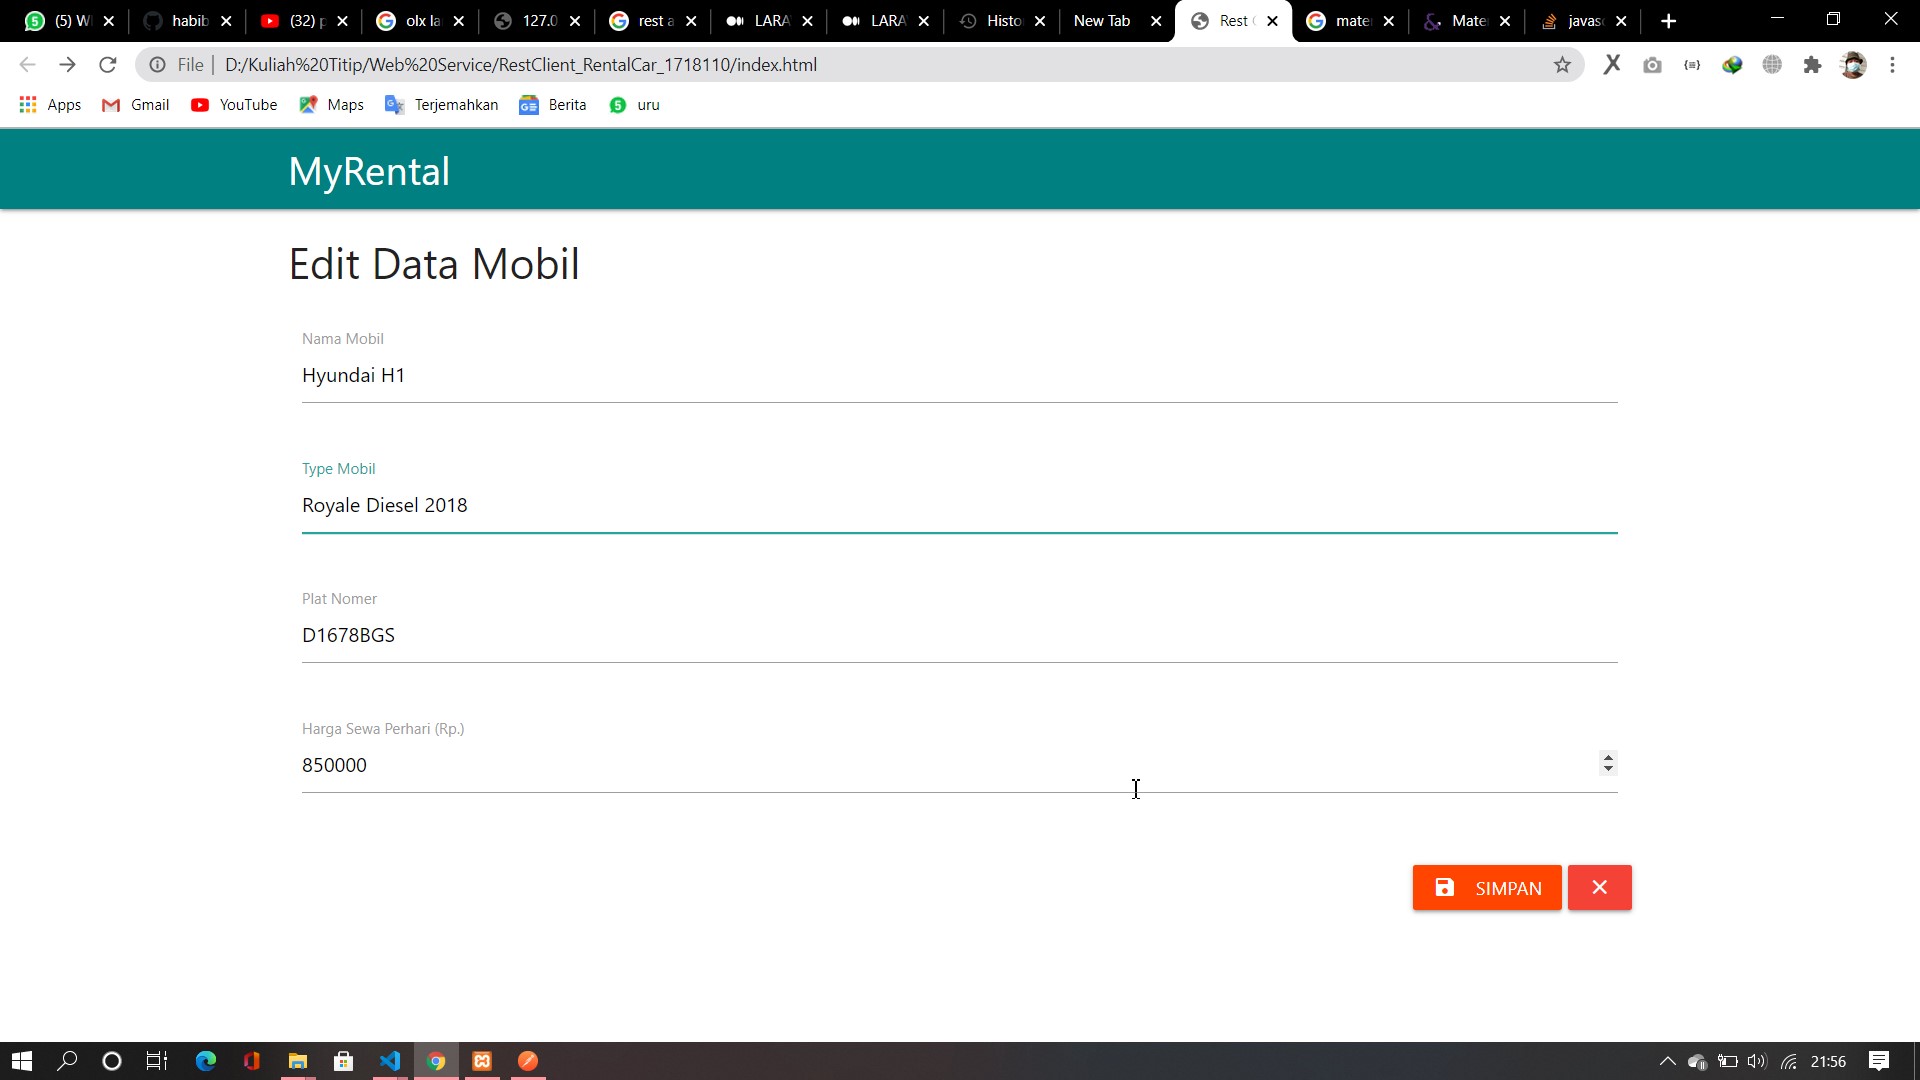 (5) W
habib
(32) p
olx la
127.0
rest a
LARA
LARA
Histo
New Tab
Rest
mate
Mate
javas
File
D:/Kuliah%20Titip/Web%20Service/RestClient_RentalCar_1718110/index.html
Apps
Gmail
YouTube
Maps
Terjemahkan
Berita
uru
MyRental
Edit Data Mobil
Nama Mobil
Hyundai H1
Type Mobil
Royale Diesel 2018
Plat Nomer
D1678BGS
Harga Sewa Perhari (Rp.)
850000
SIMPAN
21:56